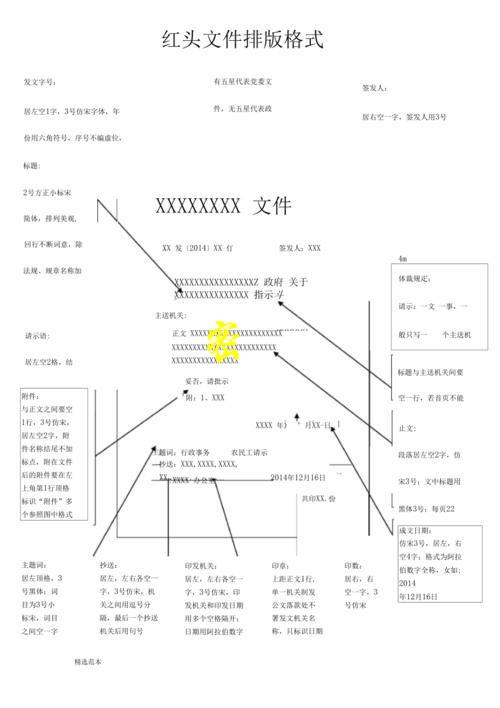 红头文件排版格式
发文字号:
居左空1字，3号仿宋字体，年
份用六角符号，序号不编虚位，
有五星代表党委文
件，无五星代表政
签发人:
居右空一字，签发人用3号
标题:
2号方正小标宋
简体，排列美观，
回行不断词意，除
法规、规章名称加
XXXXXXXX 文件
XX 发〔2014〕XX 仃
签发人: XXX
XXXXXXXXXXXXXXXXZ 政府 关于
XXXXXXXXXXXXXXX 指示斗
主送机关:
正文 XXXXXXXXXXXXXXXXXXXXXX
XXXXXXXXXXXXXXXXXXXXXXXXX
XXXXXXXXXXXXXXXX
妥否，请批示
附: 1、XXX
XXXX 年) ' 月XX-日
主题词: 行政事务 农民工请示
抄送: XXX,XXXX,XXXX,
XX XXXX 办公室
2014年12月16日
共印XX.份
请示语:
居左空2格，结
附件:
与正文之间要空
1行，3号仿宋，
居左空2字，附
件名称结尾不加
标点，附在文件
后的附件要在左
上角第1行顶格
标识“附件”多
个参照图中格式
4m
体裁规定:
请示: 一文 一事，一
般只写一 个主送机
标题与主送机关间要
空一行，若首页不能
止文:
段落居左空2字，仿
宋3号; 文中标题用
黑体3号; 每页22
成文日期:
仿宋3号，居左，右
空4字; 格式为阿拉
伯数字全称，女如:
2014
年12月16日
主题词:
居左顶格，3
号黑体; 词
目为3号小
标宋，词目
之间空一字
抄送:
居左，左右各空一
字，3号仿宋，机
关之间用逗号分
隔，最后一个抄送
机关后用句号
印发机关:
居左，左右各空一
字，3号仿宋，印
发机关和印发日期
用多个空格隔开;
日期用阿拉伯数字
印章:
上距正文1行，
单一机关制发
公文落款处不
署发文机关名
称，只标识日期
印数:
居右，右
空一字，3
号仿宋
精选范本